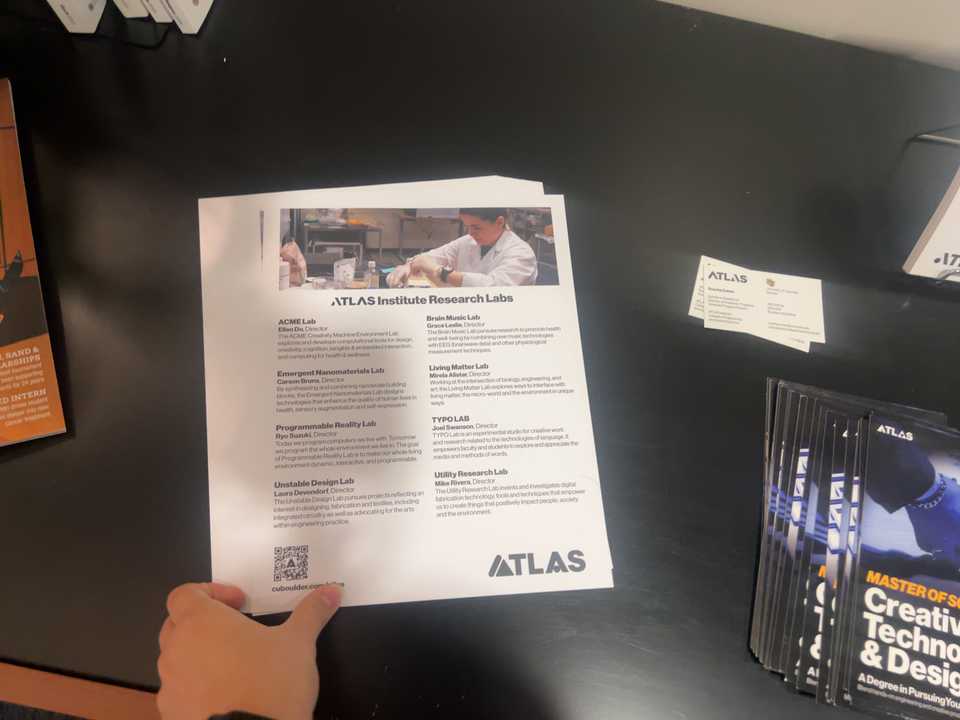 ATLAS Institute Research Labs
ACME Lab
Ellen Do, Director
The ACME Creativity Machine Environment Lab
explores and develops computational tools for design,
creativity, cognition, tangible & embedded interaction,
and computing for health & wellness.
Emergent Nanomaterials Lab
Carson Bruns, Director
By synthesizing and combining nanoscale building
blocks, the Emergent Nanomaterials Lab designs
technologies that enhance the quality of human lives in
health, sensory augmentation and self-expression.
Programmable Reality Lab
Ryo Suzuki, Director
Today we program computers we live with. Tomorrow
we program the whole environment we live in. The goal
of Programmable Reality Lab is to make our whole living
environment dynamic, interactive, and programmable.
Unstable Design Lab
Laura Devendorf, Director
The Unstable Design Lab pursues projects reflecting an
interest in designing, fabrication and textiles, including
integrated circuitry as well as advocating for the arts
within engineering practice.
Brain Music Lab
Grace Leslie, Director
The Brain Music Lab pursues research to promote health
and well-being by combining new music technologies
with EEG (brainwave data) and other physiological
measurement techniques.
Living Matter Lab
Mirela Alistar, Director
Working at the intersection of biology, engineering, and
art, the Living Matter Lab explores ways to interface with
living matter, the micro-world and the environment in unique
ways.
TYPO LAB
Joel Swanson, Director
TYPO Lab is an experimental studio for creative work
and research related to the technologies of language. It
empowers faculty and students to explore and appreciate the
media and methods of words.
Utility Research Lab
Mike Rivera, Director
The Utility Research Lab invents and investigates digital
fabrication technology, tools and techniques that empower
us to create things that positively impact people, society
and the environment.
ATLAS
ATLAS
ATLAS
MASTER OF
Creativ
Techno
& Desig
A Degree in Pursuing You
SAND &
INTERN
cancer treatment.